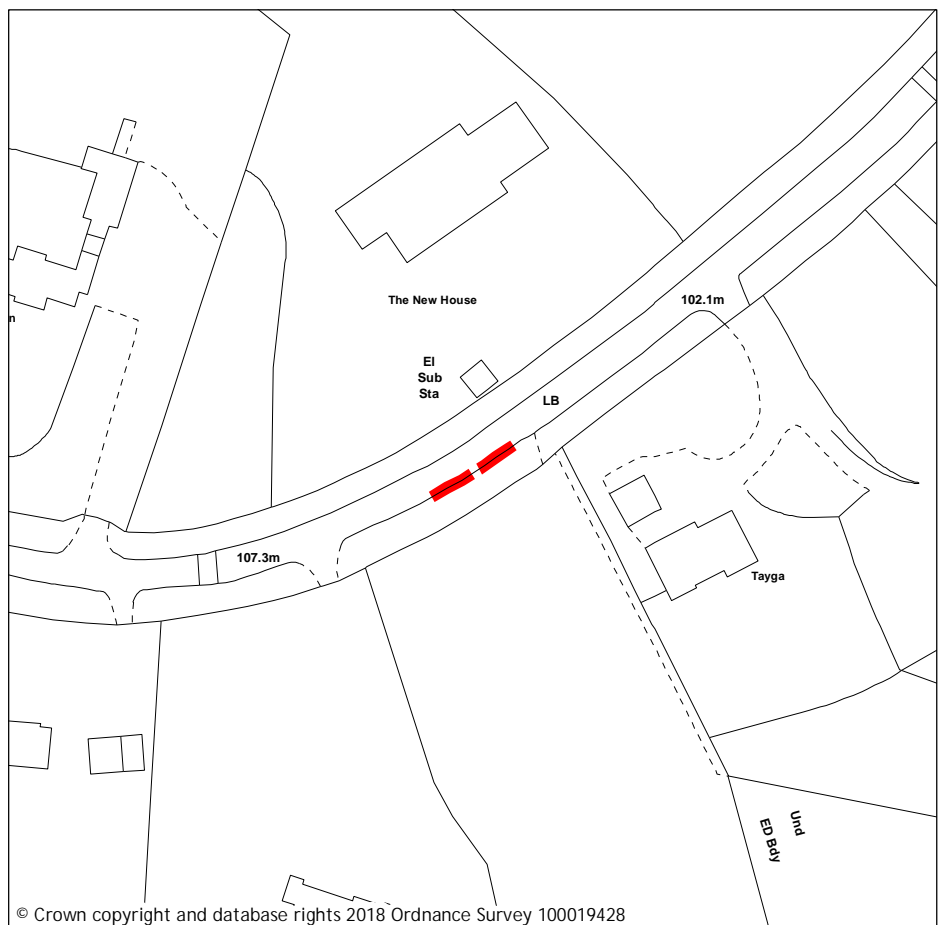 The New House
102.1m
n
El
Sub
Sta
LB
107.3m
Tayga
Und
ED Bdy
© Crown copyright and database rights 2018 Ordnance Survey 100019428